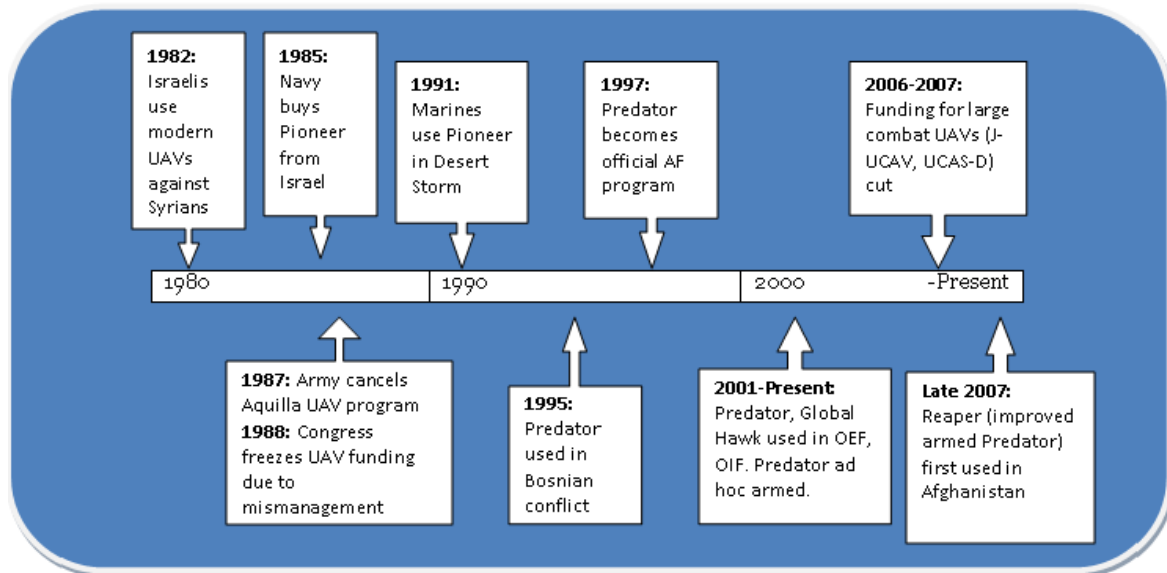 1982:
Israelis
use
modern
UAVs
against
Syrians
1985:
Navy
buys
Pioneer
from
Israel
1991:
Marines
use Pioneer
in Desert
Storm
1997:
Predator
becomes
official AF
program
2006-2007:
Funding for large
combat UAVs (J-
UCAV, UCAS-D)
cut
1980
1990
2000
-Present
1987: Army cancels
Aquilla UAV program
1988: Congress
freezes UAV funding
due to
mismanagement
1995:
Predator
used in
Bosnian
conflict
2001-Present:
Predator, Global
Hawk used in OEF,
OIF. Predator ad
hoc armed.
Late 2007:
Reaper (improved
armed Predator)
first used in
Afghanistan